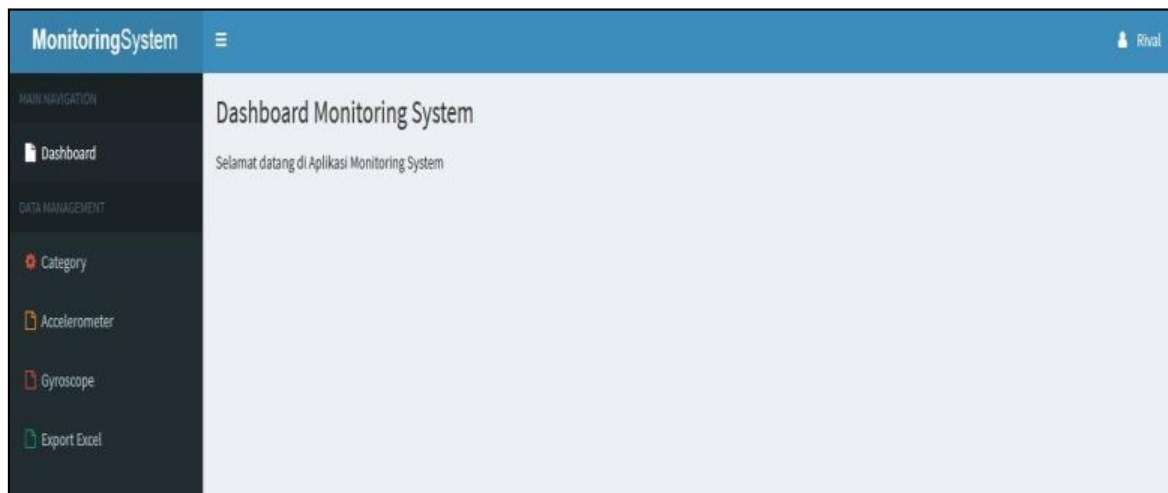 MonitoringSystem
Rival
MAIN NAVIGATION
Dashboard
DATA MANAGEMENT
Category
Accelerometer
Gyroscope
Export Excel
Dashboard Monitoring System
Selamat datang di Aplikasi Monitoring System